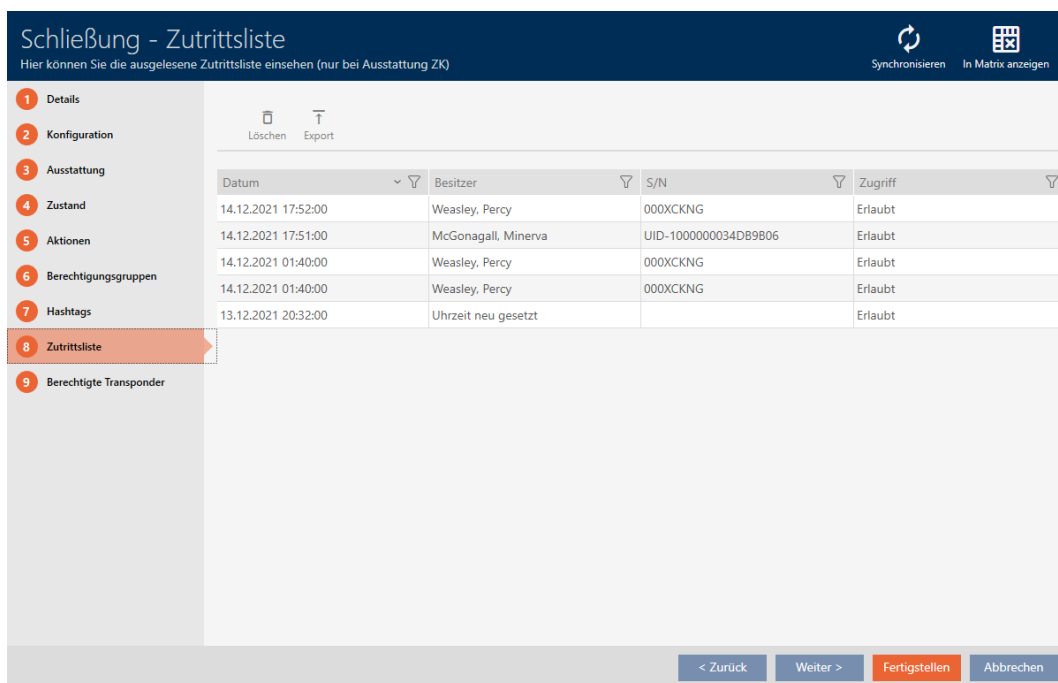 Schließung - Zutrittsliste
Hier können Sie die ausgelesene Zutrittsliste einsehen (nur bei Ausstattung ZK)
Synchronisieren
In Matrix anzeigen
1 Details
2 Konfiguration
3 Ausstattung
4 Zustand
5 Aktionen
6 Berechtigungsgruppen
7 Hashtags
8 Zutrittsliste
9 Berechtigte Transponder
Löschen Export
Datum Besitzer S/N Zugriff
14.12.2021 17:52:00 Weasley, Percy 000XCKNG Erlaubt
14.12.2021 17:51:00 McGonagall, Minerva UID-1000000034DB9B06 Erlaubt
14.12.2021 01:40:00 Weasley, Percy 000XCKNG Erlaubt
14.12.2021 01:40:00 Weasley, Percy 000XCKNG Erlaubt
13.12.2021 20:32:00 Uhrzeit neu gesetzt Erlaubt
< Zurück Weiter > Fertigstellen Abbrechen